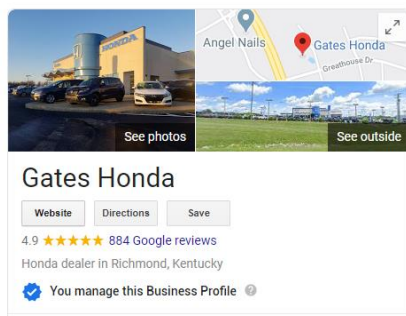 HONDA
Angel Nails
Gates Honda
Greathouse Dr
See photos
See outside
Gates Honda
Website Directions Save
4.9 ★★★★★ 884 Google reviews
Honda dealer in Richmond, Kentucky
You manage this Business Profile ?